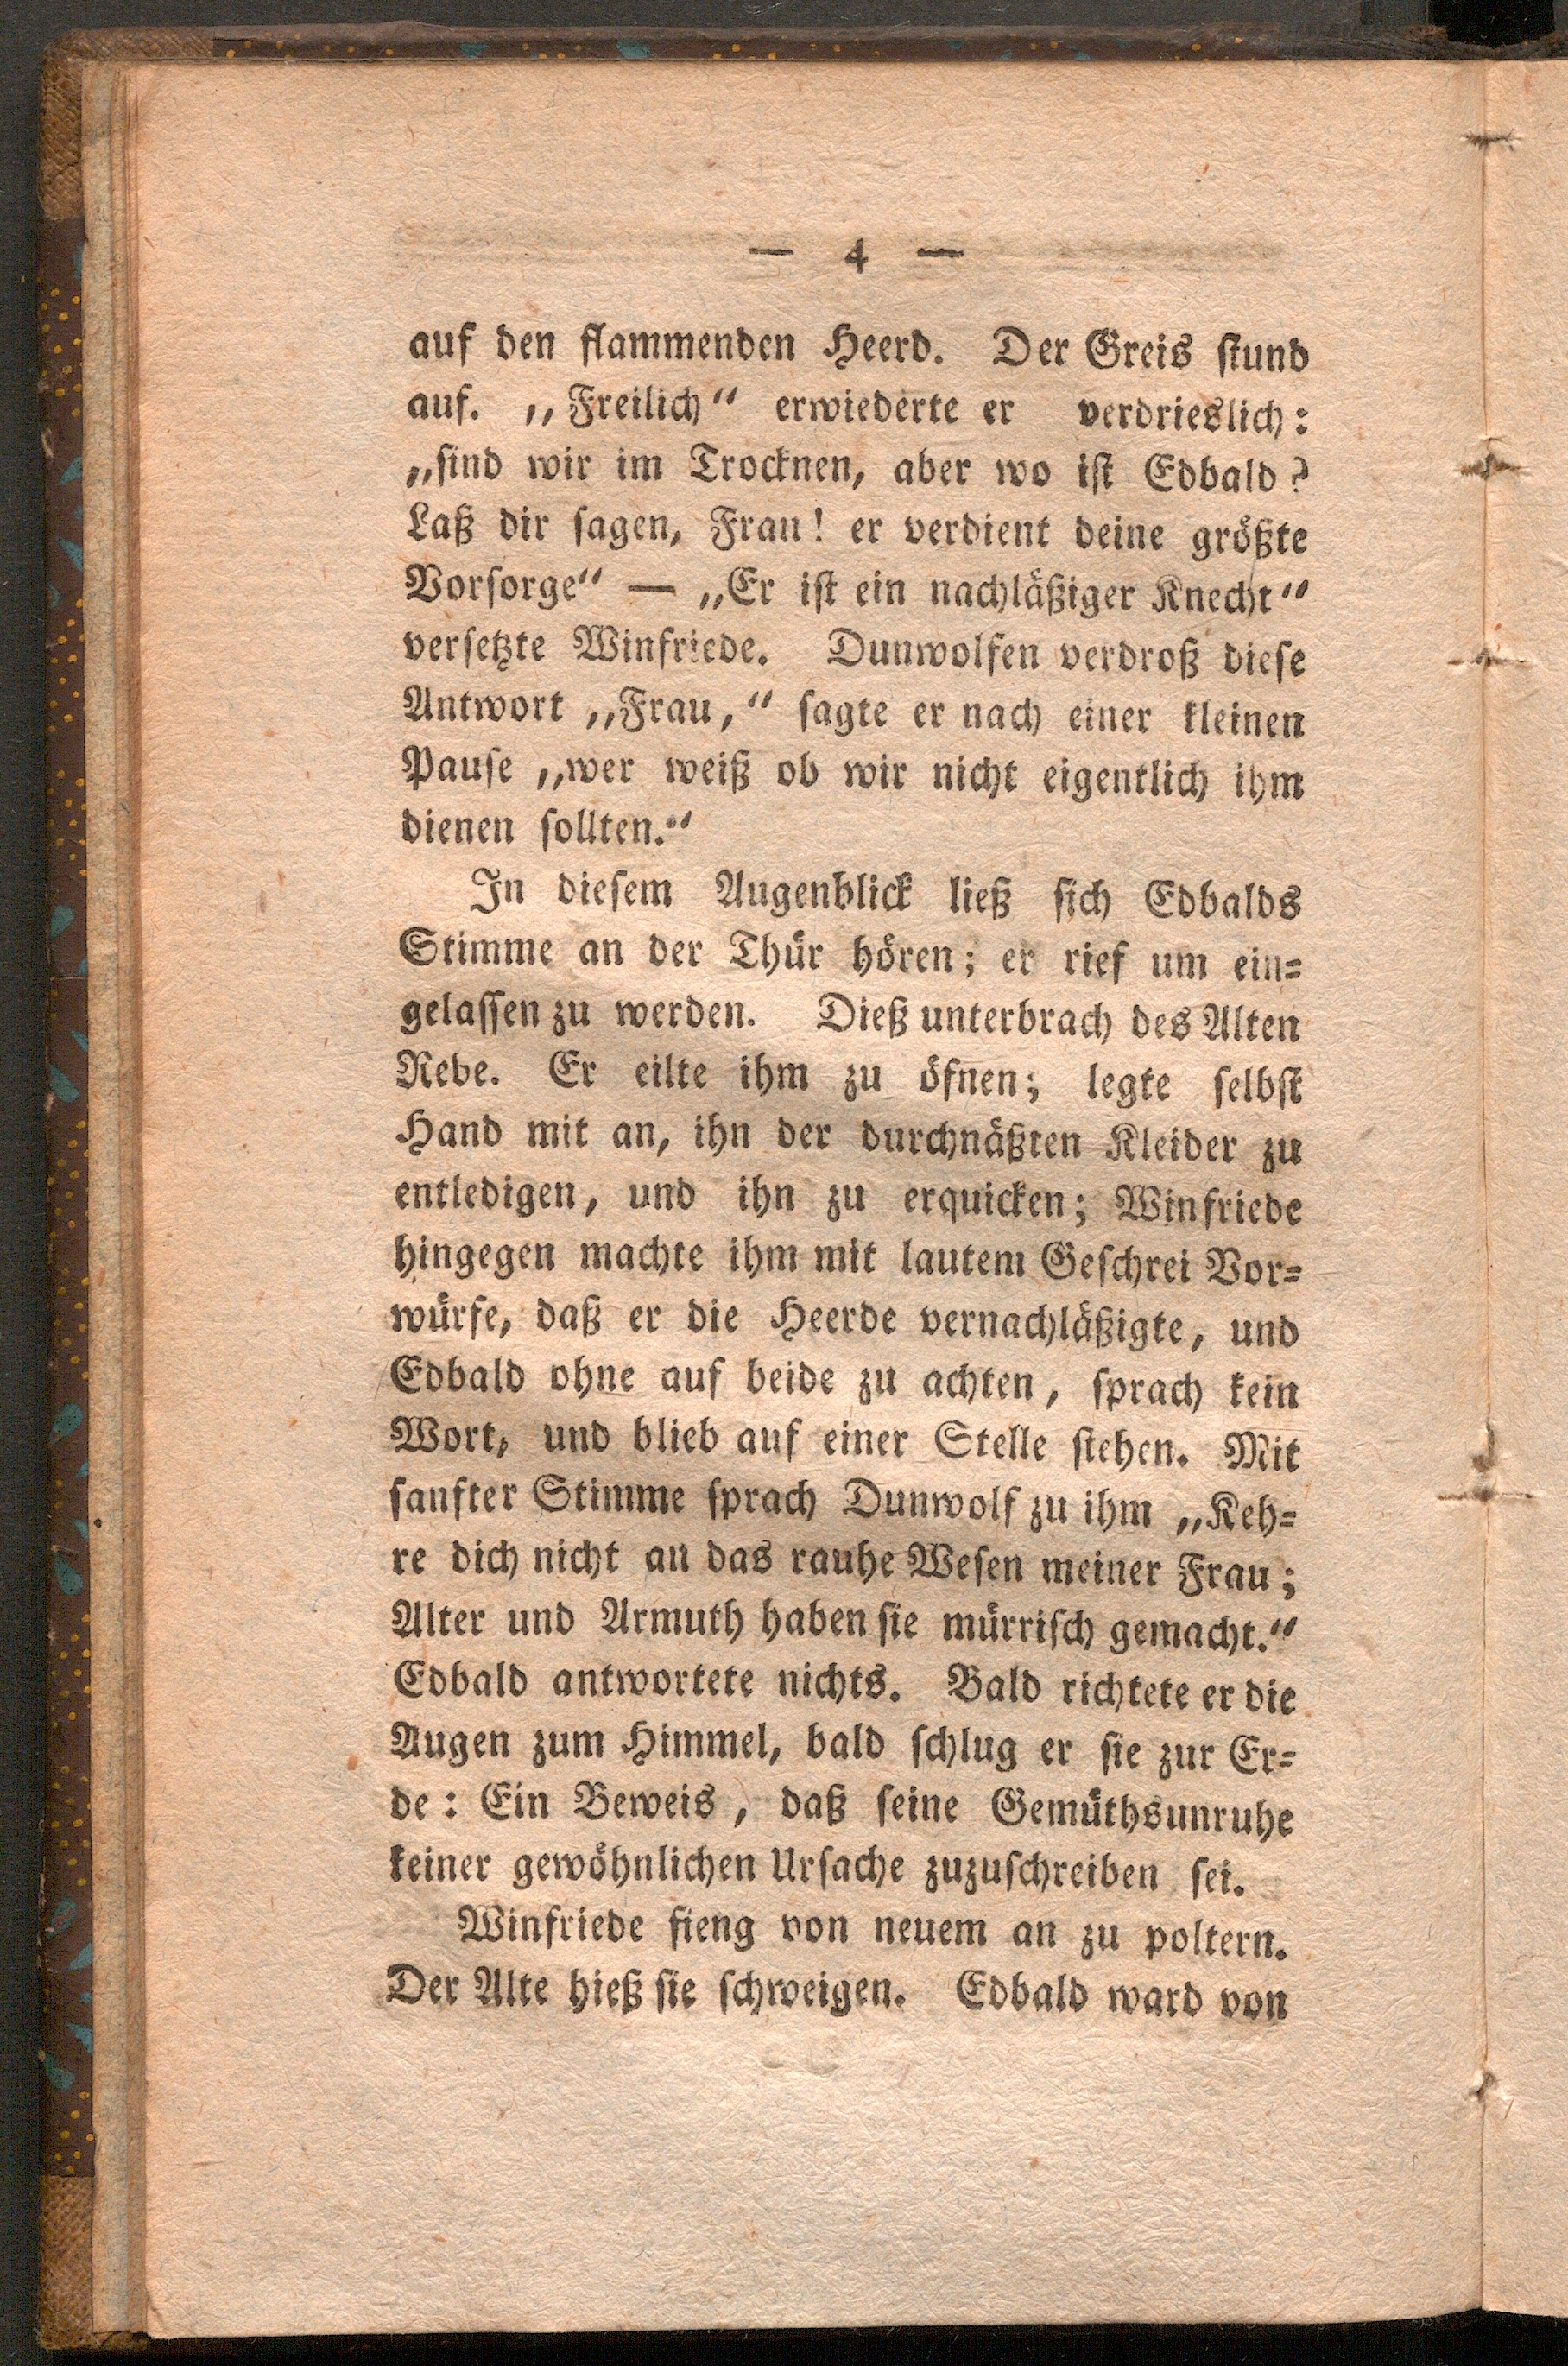 — 4 —
auf den flammenden Heerd. Der Greis ſtund
auf. „Freilich“ erwiederte er verdrieslich:
„ſind wir im Trocknen, aber wo iſt Edbald?
Laß dir ſagen, Frau! er verdient deine größte
Vorſorge“ — „Er iſt ein nachläßiger Knecht“
verſetzte Winfriede. Dunwolfen verdroß dieſe
Antwort „Frau,“ ſagte er nach einer kleinen
Pauſe „wer weiß ob wir nicht eigentlich ihm
dienen ſollten.“
In dieſem Augenblick ließ ſich Edbalds
Stimme an der Thür hören; er rief um ein⸗
gelaſſen zu werden. Dieß unterbrach des Alten
Rede. Er eilte ihm zu öfnen; legte ſelbſt
Hand mit an, ihn der durchnäßten Kleider zu
entledigen, und ihn zu erquicken; Winfriede
hingegen machte ihm mit lautem Geſchrei Vor⸗
würfe, daß er die Heerde vernachläßigte, und
Edbald ohne auf beide zu achten, ſprach kein
Wort, und blieb auf einer Stelle ſtehen. Mit
ſanfter Stimme ſprach Dunwolf zu ihm „Keh⸗
re dich nicht an das rauhe Weſen meiner Frau;
Alter und Armuth haben ſie mürriſch gemacht.“
Edbald antwortete nichts. Bald richtete er die
Augen zum Himmel, bald ſchlug er ſie zur Er⸗
de: Ein Beweis, daß ſeine Gemüthsunruhe
keiner gewöhnlichen Urſache zuzuſchreiben ſei.
Winfriede fieng von neuem an zu poltern.
Der Alte hieß ſie ſchweigen. Edbald ward von